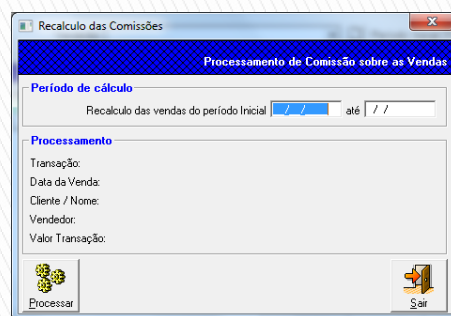 Recalculo das Comissões
Processamento de Comissão sobre as Vendas
Período de cálculo
Recalculo das vendas do período Inicial _/_/ até / /
Processamento
Transação:
Data da Venda:
Cliente / Nome:
Vendedor:
Valor Transação:
Processar Sair